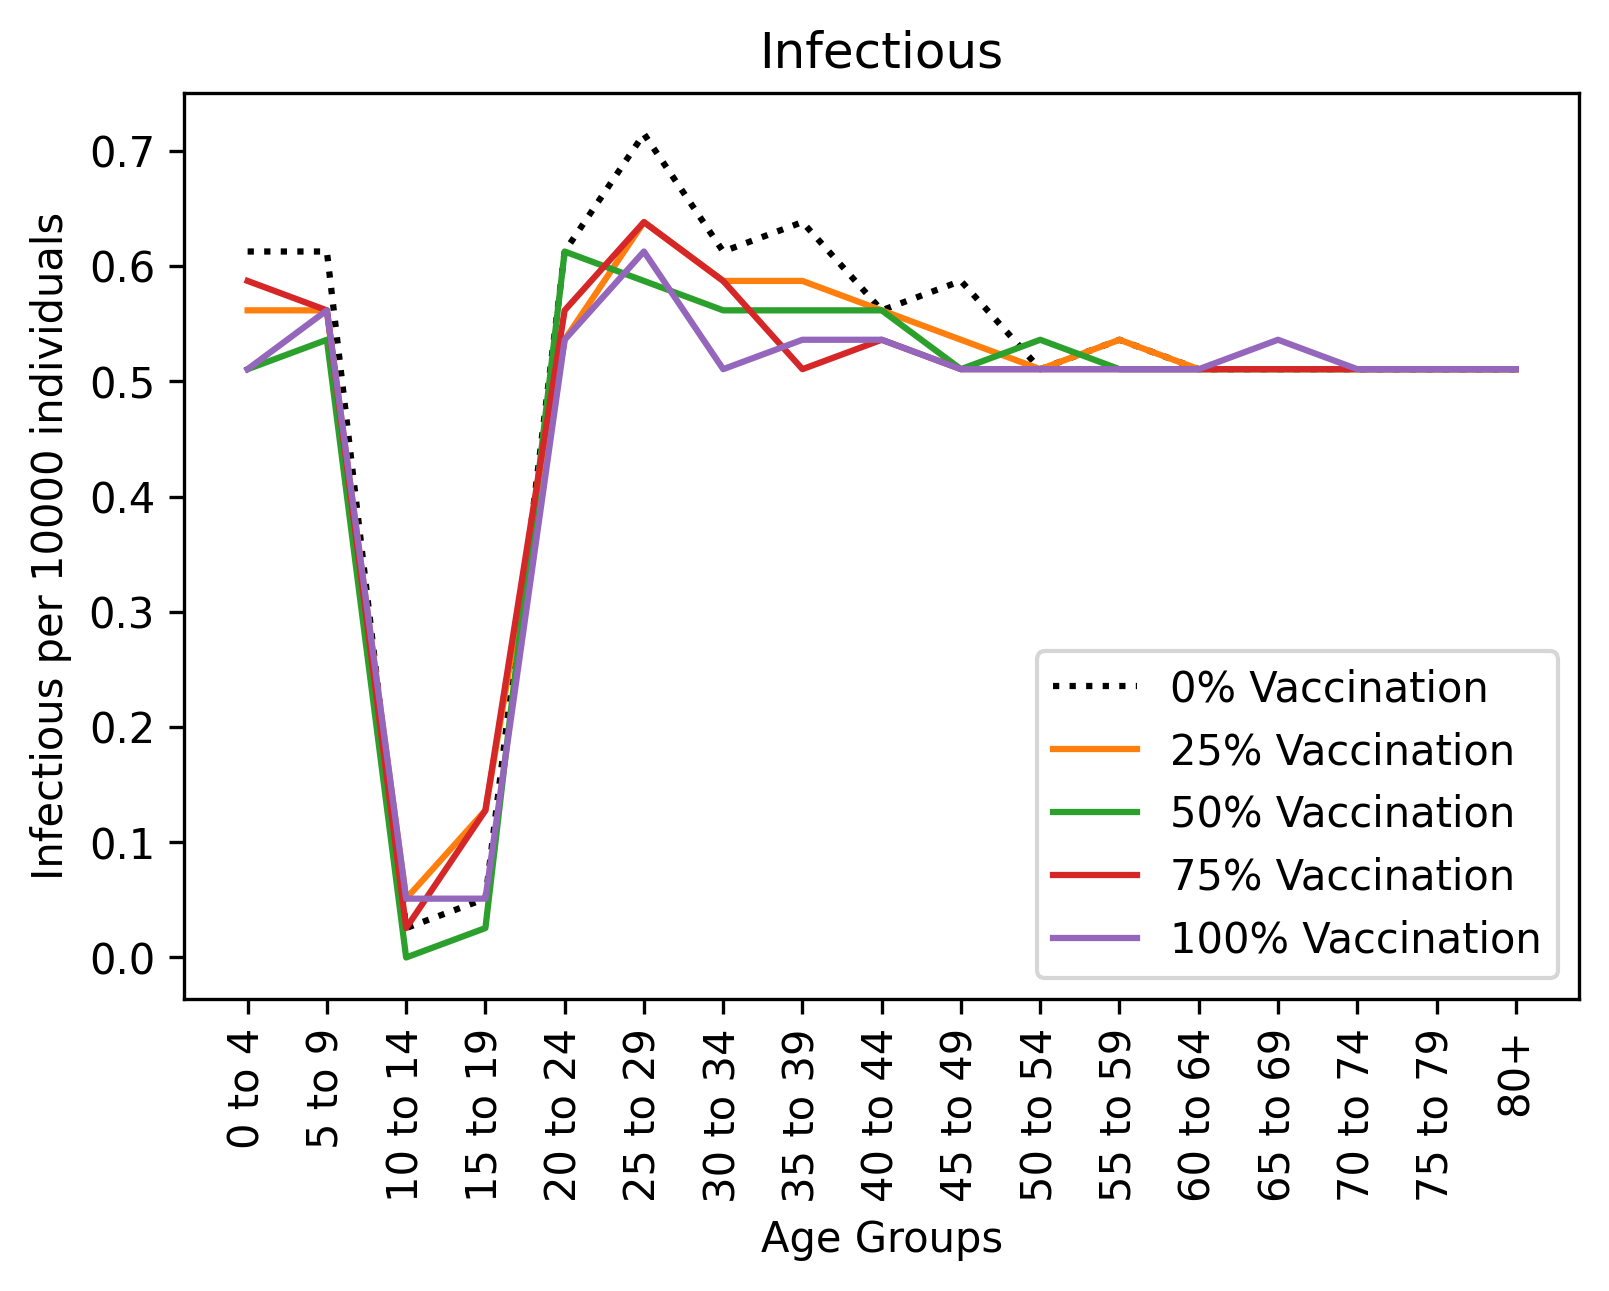 Infectious
Infectious per 10000 individuals
0.7
0.6
0.5
0.4
0.3
0.2
0.1
0.0
0% Vaccination
25% Vaccination
50% Vaccination
75% Vaccination
100% Vaccination
0 to 4
5 to 9
10 to 14
15 to 19
20 to 24
25 to 29
30 to 34
35 to 39
40 to 44
45 to 49
50 to 54
55 to 59
60 to 64
65 to 69
70 to 74
75 to 79
80+
Age Groups